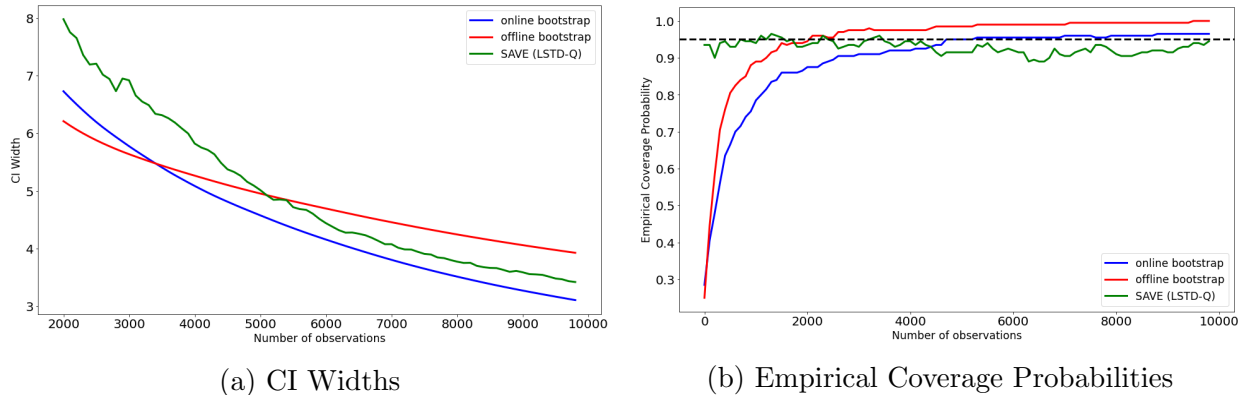 8
7
6
5
4
3
CI Width
2000 3000 4000 5000 6000 7000 8000 9000 10000
Number of observations
online bootstrap
offline bootstrap
SAVE (LSTD-Q)
(a) CI Widths
1.0
0.9
0.8
0.7
0.6
0.5
0.4
0.3
Empirical Coverage Probability
0 2000 4000 6000 8000 10000
Number of observations
online bootstrap
offline bootstrap
SAVE (LSTD-Q)
(b) Empirical Coverage Probabilities